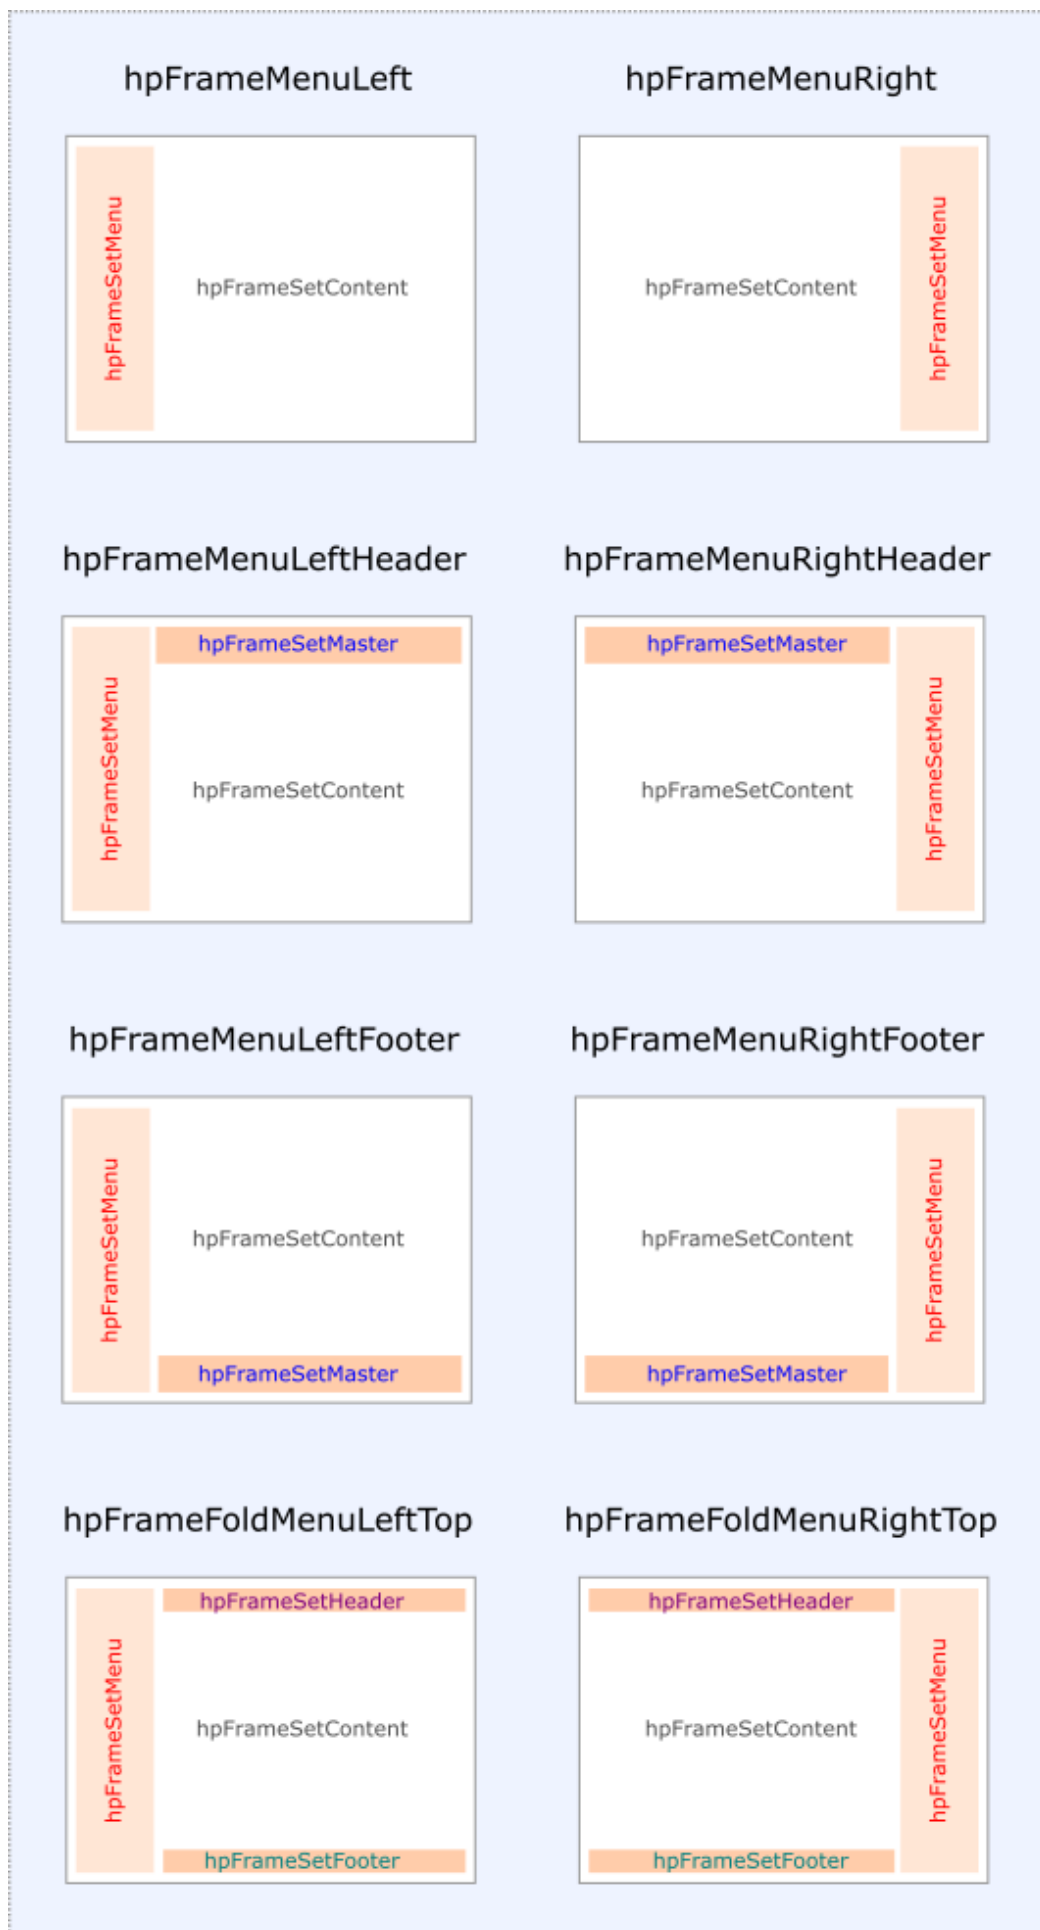 hpFrameMenuLeft
hpFrameMenuRight
hpFrameSetMenu
hpFrameSetContent
hpFrameSetContent
hpFrameSetMenu
hpFrameMenuLeftHeader
hpFrameMenuRightHeader
hpFrameSetMenu
hpFrameSetMaster
hpFrameSetContent
hpFrameSetMaster
hpFrameSetContent
hpFrameSetMenu
hpFrameMenuLeftFooter
hpFrameMenuRightFooter
hpFrameSetMenu
hpFrameSetContent
hpFrameSetMaster
hpFrameSetContent
hpFrameSetMaster
hpFrameSetMenu
hpFrameFoldMenuLeftTop
hpFrameFoldMenuRightTop
hpFrameSetMenu
hpFrameSetHeader
hpFrameSetContent
hpFrameSetFooter
hpFrameSetHeader
hpFrameSetContent
hpFrameSetFooter
hpFrameSetMenu